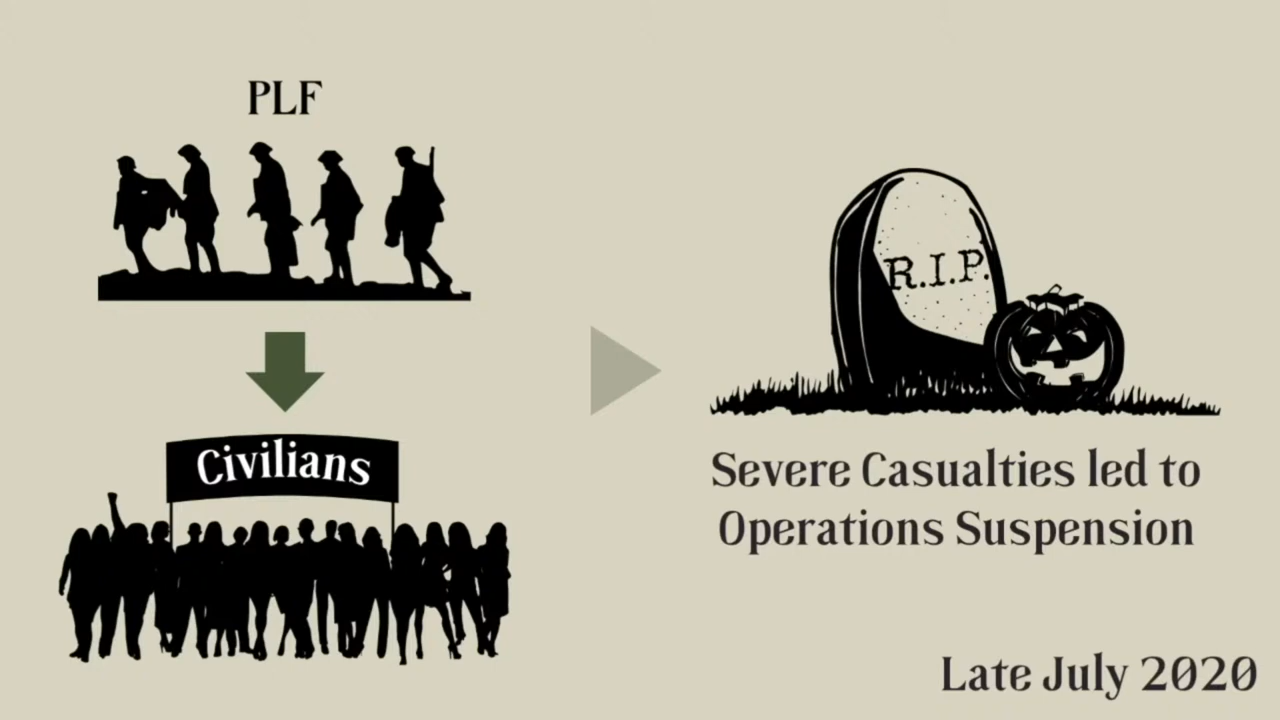 PLF
Civilians
R.I.P.
Severe Casualties led to
Operations Suspension
Late July 2020